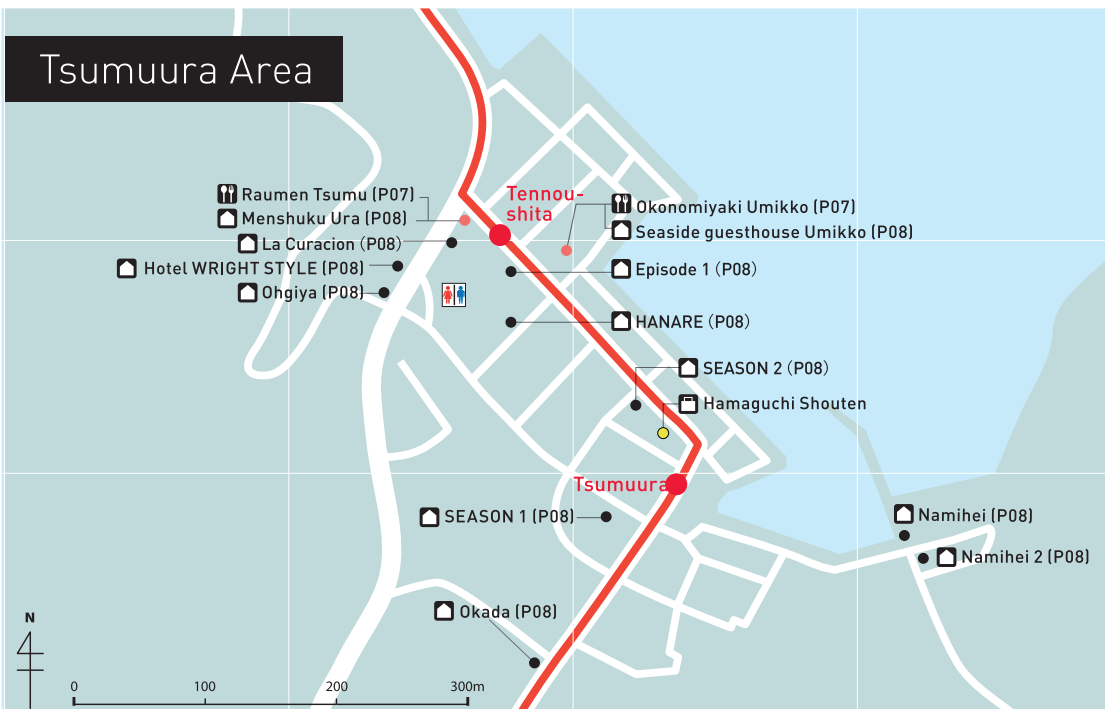 Tsumuura Area
Raumen Tsumu (P07)
Menshuku Ura (P08)
La Curacion (P08)
Hotel WRIGHT STYLE (P08)
Ohgiya (P08)
Tennou-
shita
Okonomiyaki Umikko (P07)
Seaside guesthouse Umikko (P08)
Episode 1 (P08)
HANARE (P08)
SEASON 2 (P08)
Hamaguchi Shouten
Tsumuura
SEASON 1 (P08)
Namihei (P08)
Namihei 2 (P08)
Okada (P08)
N
0 100 200 300m